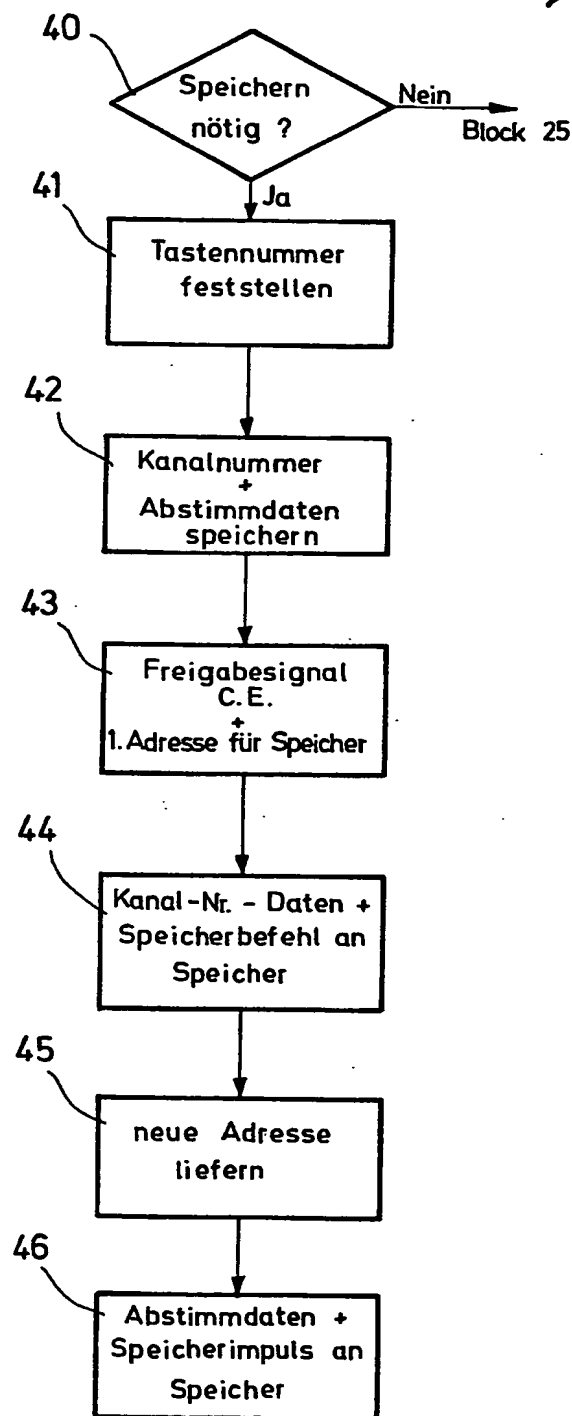 40
Speichern
nötig ?
Nein
Block 25
Ja
41
Tastennummer
feststellen
42
Kanalnummer
+
Abstimmdaten
speichern
43
Freigabesignal
C.E.
+
1. Adresse für Speicher
44
Kanal-Nr. - Daten +
Speicherbefehl an
Speicher
45
neue Adresse
liefern
46
Abstimmdaten +
Speicherimpuls an
Speicher